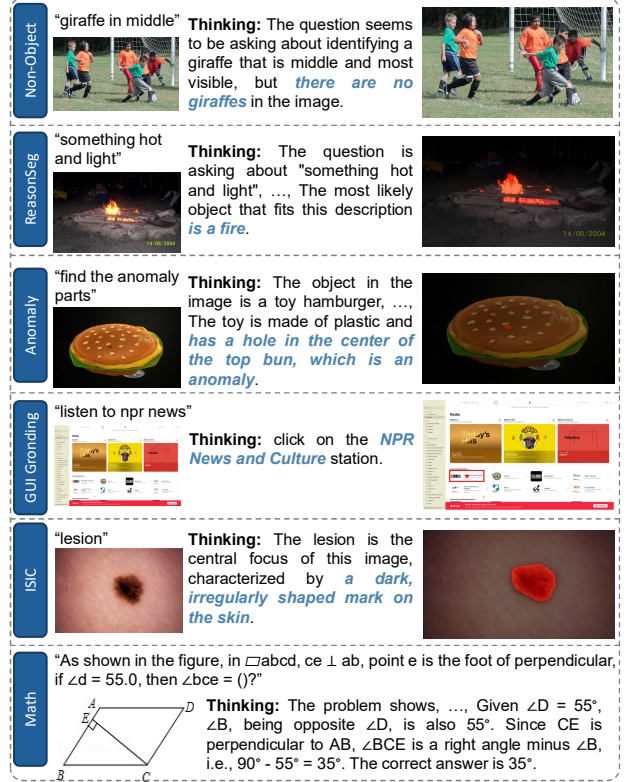 Non-Object
“giraffe in middle”
Thinking: The question seems
to be asking about identifying a
giraffe that is middle and most
visible, but there are no
giraffes in the image.
ReasonSeg
“something hot
and light”
14/08/2004
Thinking: The question is
asking about "something hot
and light", ..., The most likely
object that fits this description
is a fire.
14/08/2004
Anomaly
“find the anomaly
parts”
Thinking: The object in the
image is a toy hamburger, ...,
The toy is made of plastic and
has a hole in the center of
the top bun, which is an
anomaly.
GUI Gronding
“listen to npr news”
Thinking: click on the NPR
News and Culture station.
Today's
Hits
ISIC
“lesion”
Thinking: The lesion is the
central focus of this image,
characterized by a dark,
irregularly shaped mark on
the skin.
Math
“As shown in the figure, in ▱abcd, ce ⊥ ab, point e is the foot of perpendicular,
if ∠d = 55.0, then ∠bce = ()?”
A
D
E
B
C
Thinking: The problem shows, ..., Given ∠D = 55°,
∠B, being opposite ∠D, is also 55°. Since CE is
perpendicular to AB, ∠BCE is a right angle minus ∠B,
i.e., 90° - 55° = 35°. The correct answer is 35°.